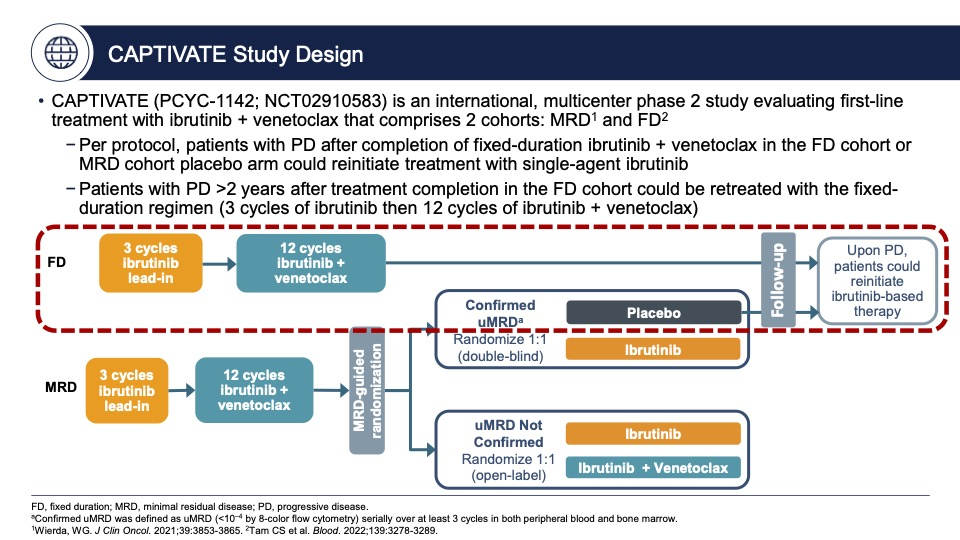 CAPTIVATE Study Design
• CAPTIVATE (PCYC-1142; NCT02910583) is an international, multicenter phase 2 study evaluating first-line
treatment with ibrutinib + venetoclax that comprises 2 cohorts: MRD¹ and FD²
− Per protocol, patients with PD after completion of fixed-duration ibrutinib + venetoclax in the FD cohort or
MRD cohort placebo arm could reinitiate treatment with single-agent ibrutinib
− Patients with PD >2 years after treatment completion in the FD cohort could be retreated with the fixed-
duration regimen (3 cycles of ibrutinib then 12 cycles of ibrutinib + venetoclax)
FD
3 cycles
ibrutinib
lead-in
12 cycles
ibrutinib +
venetoclax
Follow-up
Upon PD,
patients could
reinitiate
ibrutinib-based
therapy
MRD
3 cycles
ibrutinib
lead-in
12 cycles
ibrutinib +
venetoclax
MRD-guided
randomization
Confirmed
uMRDᵃ
Randomize 1:1
(double-blind)
Placebo
Ibrutinib
uMRD Not
Confirmed
Randomize 1:1
(open-label)
Ibrutinib
Ibrutinib + Venetoclax
FD, fixed duration; MRD, minimal residual disease; PD, progressive disease.
ᵃConfirmed uMRD was defined as uMRD (<10⁻⁴ by 8-color flow cytometry) serially over at least 3 cycles in both peripheral blood and bone marrow.
¹Wierda, WG. J Clin Oncol. 2021;39:3853-3865. ²Tam CS et al. Blood. 2022;139:3278-3289.